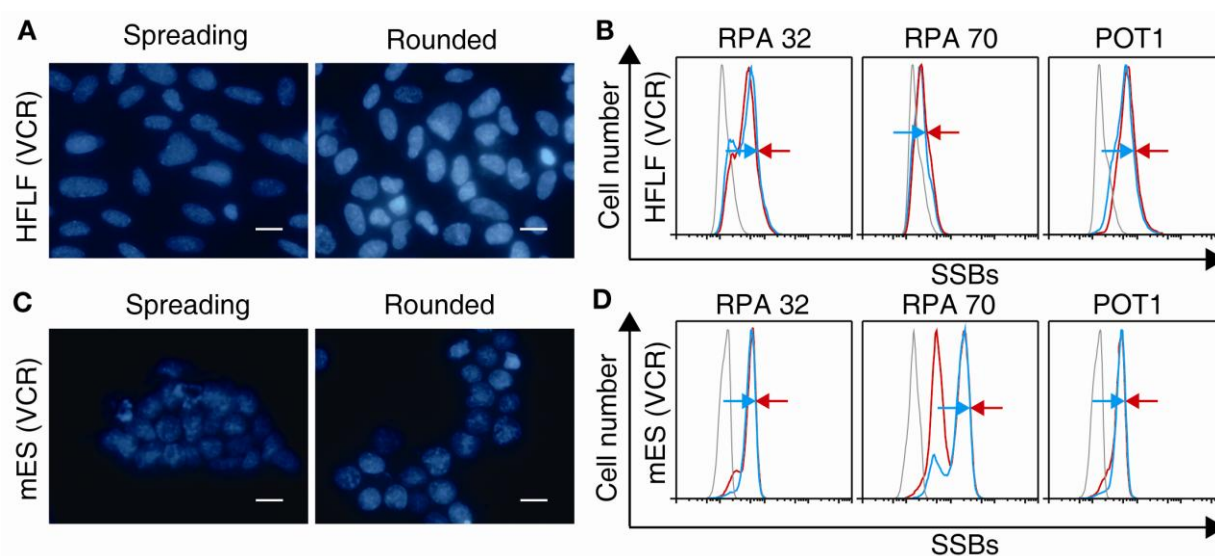 A
Spreading
Rounded
HFLF (VCR)
B
RPA 32
RPA 70
POT1
Cell number
HFLF (VCR)
SSBs
C
Spreading
Rounded
mES (VCR)
D
RPA 32
RPA 70
POT1
Cell number
mES (VCR)
SSBs